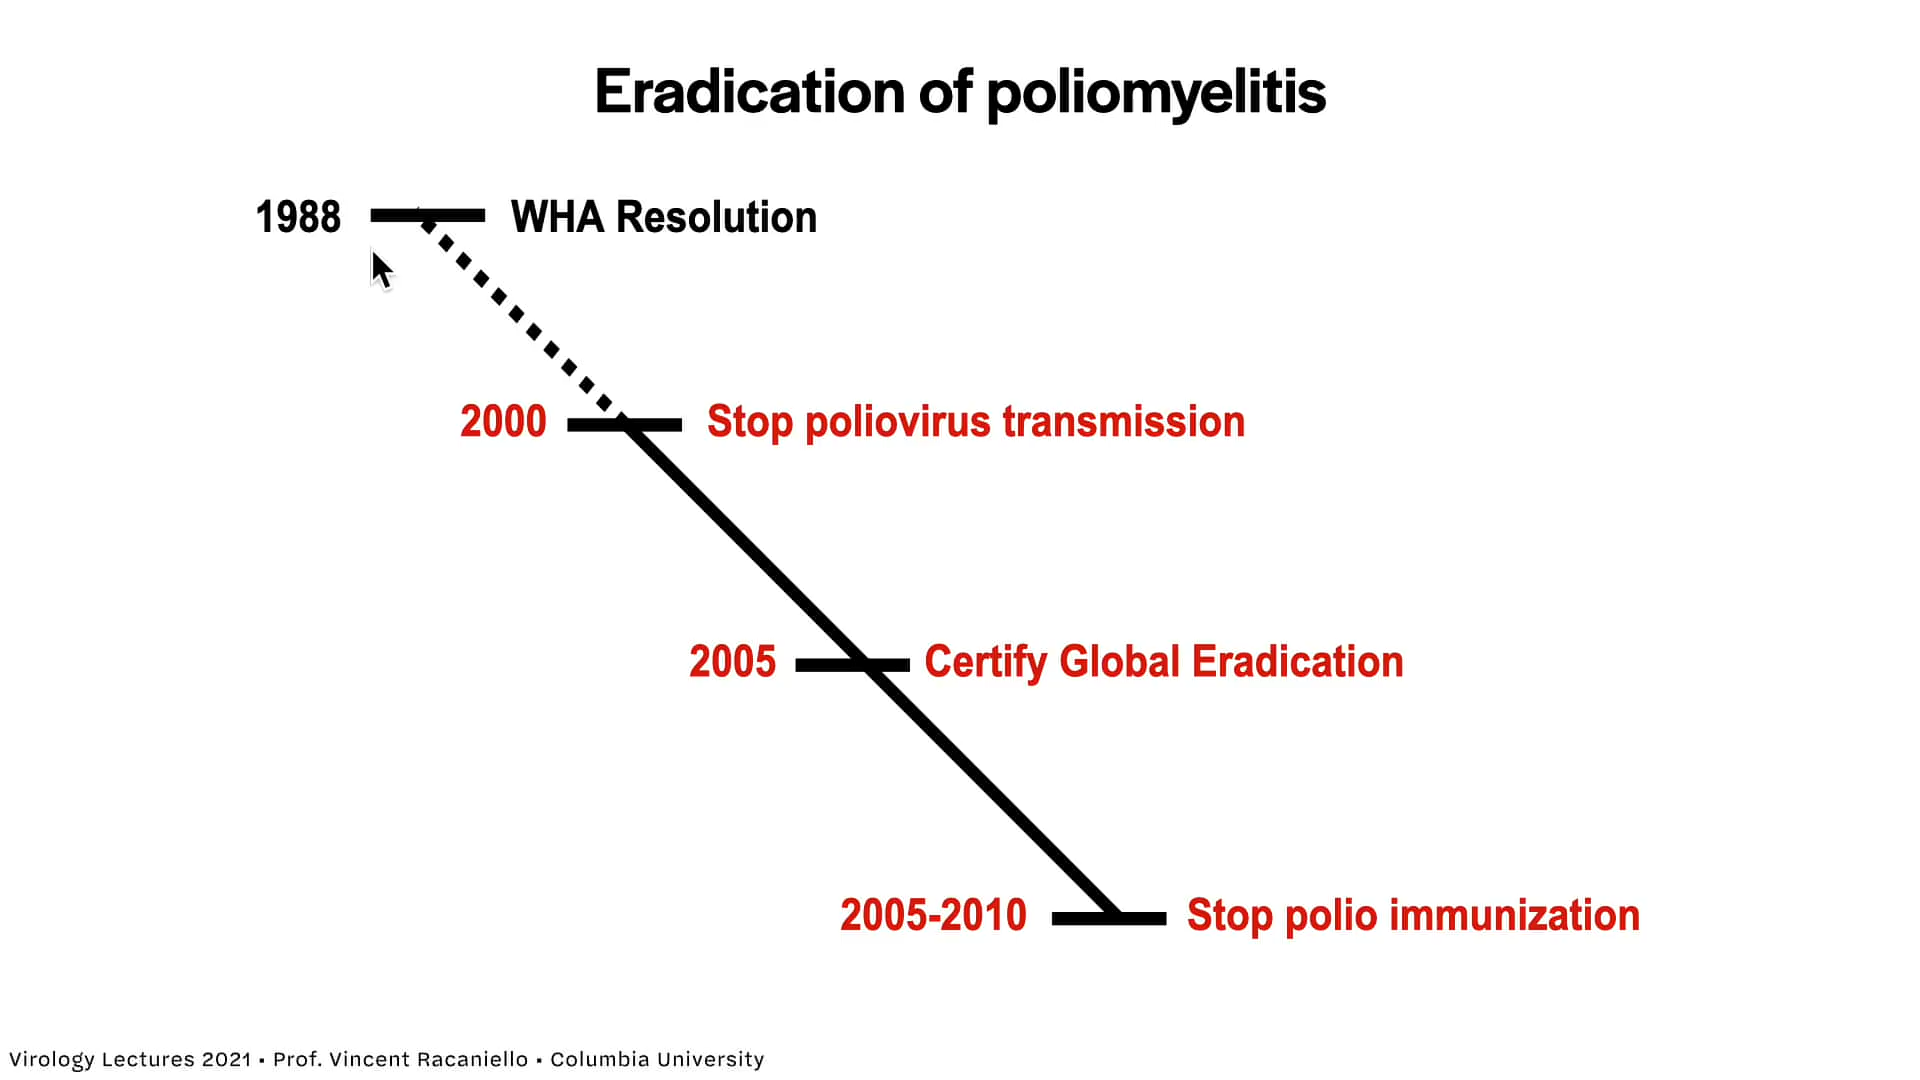 Eradication of poliomyelitis
1988 WHA Resolution
2000 Stop poliovirus transmission
2005 Certify Global Eradication
2005-2010 Stop polio immunization
Virology Lectures 2021 • Prof. Vincent Racaniello • Columbia University